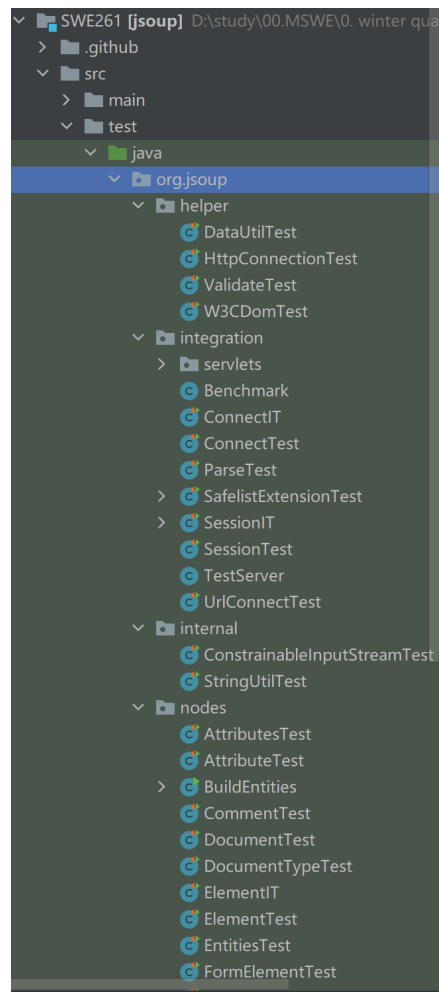 SWE261 [jsoup] D:\study\00.MSWE\0. winter qua
.github
src
main
test
java
org.jsoup
helper
DataUtilTest
HttpConnectionTest
ValidateTest
W3CDomTest
integration
servlets
Benchmark
ConnectIT
ConnectTest
ParseTest
SafelistExtensionTest
SessionIT
SessionTest
TestServer
UrlConnectTest
internal
ConstrainableInputStreamTest
StringUtilTest
nodes
AttributesTest
AttributeTest
BuildEntities
CommentTest
DocumentTest
DocumentTypeTest
ElementIT
ElementTest
EntitiesTest
FormElementTest